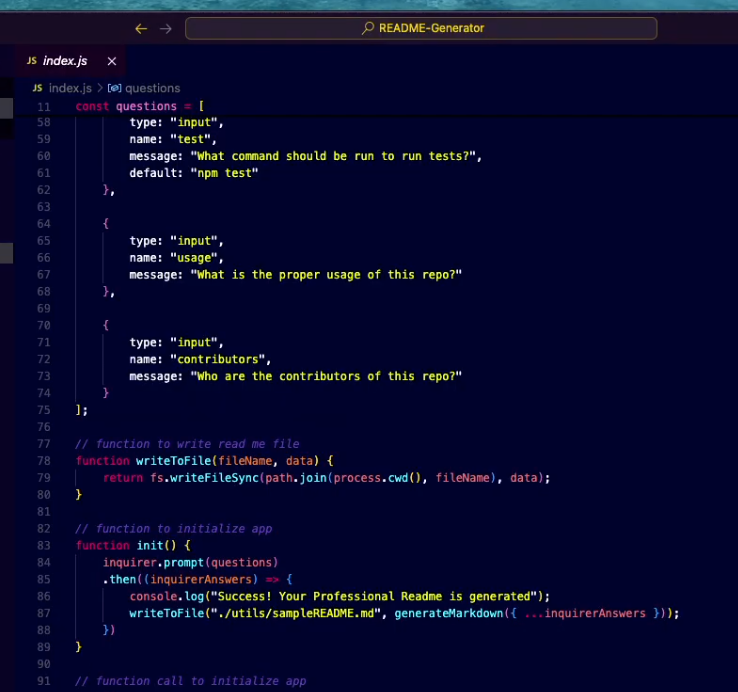 README-Generator
JS index.js ×
JS index.js > questions
11 const questions = [
58 type: "input",
59 name: "test",
60 message: "What command should be run to run tests?",
61 default: "npm test"
62 },
63
64 {
65 type: "input",
66 name: "usage",
67 message: "What is the proper usage of this repo?"
68 },
69
70 {
71 type: "input",
72 name: "contributors",
73 message: "Who are the contributors of this repo?"
74 }
75 ];
76
77 // function to write read me file
78 function writeToFile(fileName, data) {
79 return fs.writeFileSync(path.join(process.cwd(), fileName), data);
80 }
81
82 // function to initialize app
83 function init() {
84 inquirer.prompt(questions)
85 .then((inquirerAnswers) => {
86 console.log("Success! Your Professional Readme is generated");
87 writeToFile("./utils/sampleREADME.md", generateMarkdown({ ...inquirerAnswers }));
88 })
89 }
90
91 // function call to initialize app